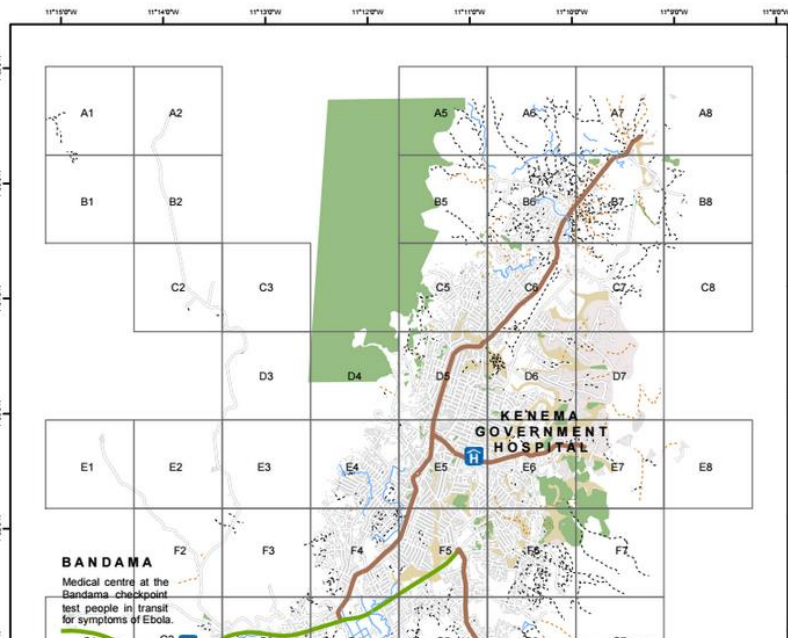 11°15'0"W 11°14'0"W 11°13'0"W 11°12'0"W 11°11'0"W 11°10'0"W 11°9'0"W 11°8'0"W
A1 A2 A5 A6 A7 A8
B1 B2 B5 B6 B7 B8
C2 C3 C5 C6 C7 C8
D3 D4 D5 D6 D7
KENEMA
GOVERNMENT
HOSPITAL
H
E1 E2 E3 E4 E5 E6 E7 E8
F2 F3 F4 F5 F6 F7
BANDAMA
Medical centre at the
Bandama checkpoint
test people in transit
for symptoms of Ebola.